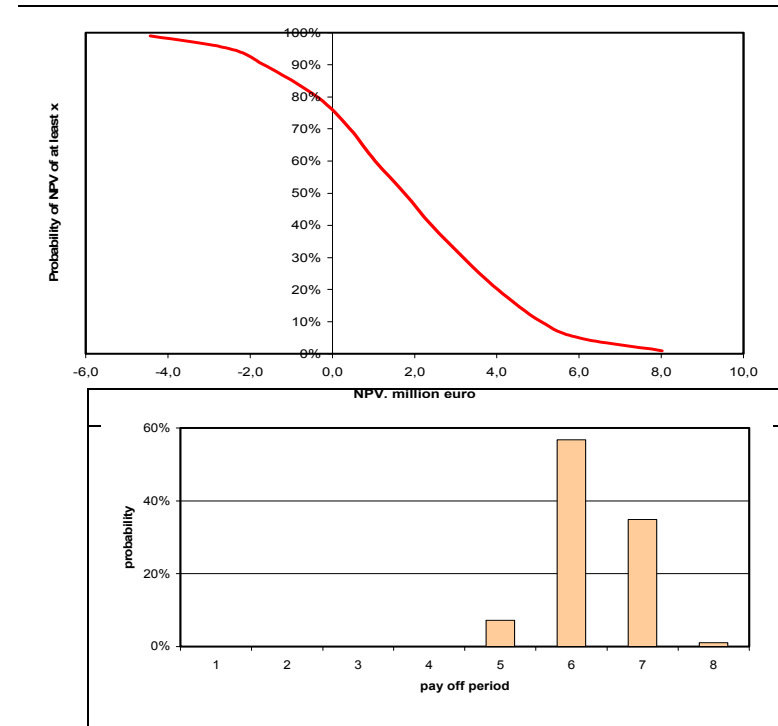 100%
90%
80%
70%
60%
50%
40%
30%
20%
10%
0%
Probability of NPV of at least x
-6,0 -4,0 -2,0 0,0 2,0 4,0 6,0 8,0 10,0
NPV. million euro
60%
40%
20%
0%
probability
1 2 3 4 5 6 7 8
pay off period